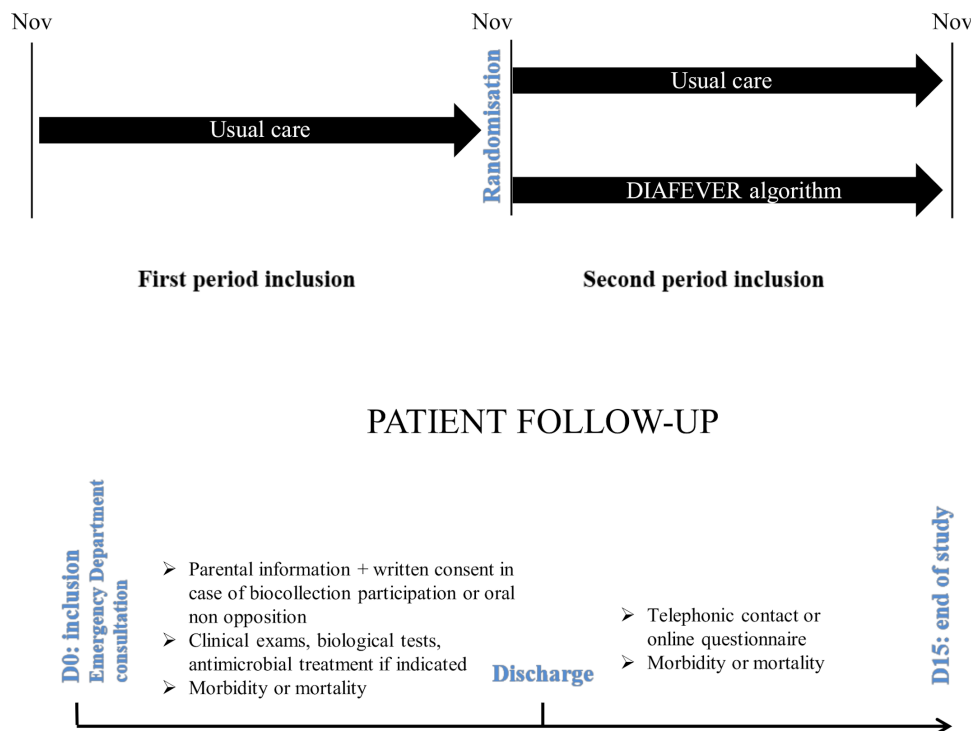 Nov
Nov
Nov
Usual care
Randomisation
Usual care
DIAFEVER algorithm
First period inclusion
Second period inclusion
PATIENT FOLLOW-UP
D0: inclusion
Emergency Department
consultation
➢ Parental information + written consent in
case of biocollection participation or oral
non opposition
➢ Clinical exams, biological tests,
antimicrobial treatment if indicated
➢ Morbidity or mortality
Discharge
➢ Telephonic contact or
online questionnaire
➢ Morbidity or mortality
D15: end of study